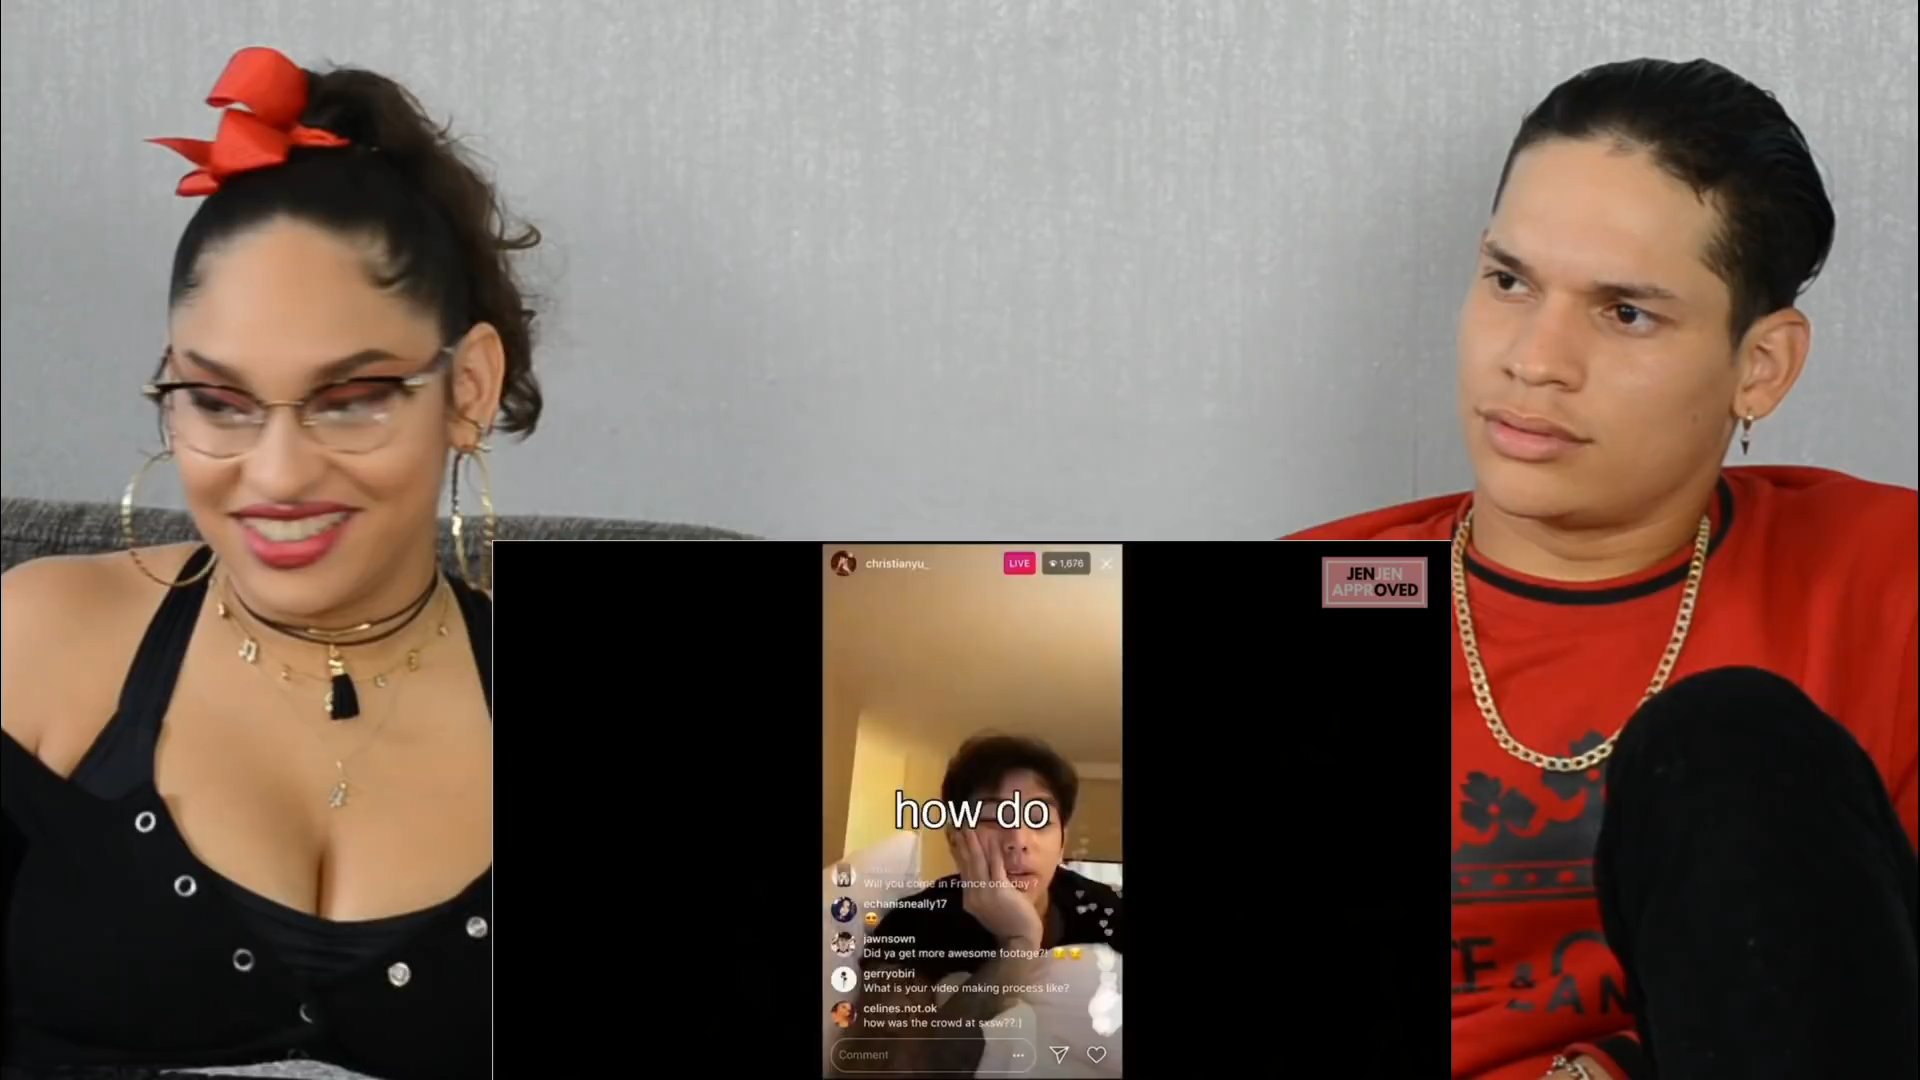 christianyu_
LIVE
1,676
JENJEN
APPROVED
how do
Will you come in France one day ?
echanisneally17
jawnsown
Did ya get more awesome footage?!
gerryobiri
What is your video making process like?
celines.not.ok
how was the crowd at sxsw??:)
Comment